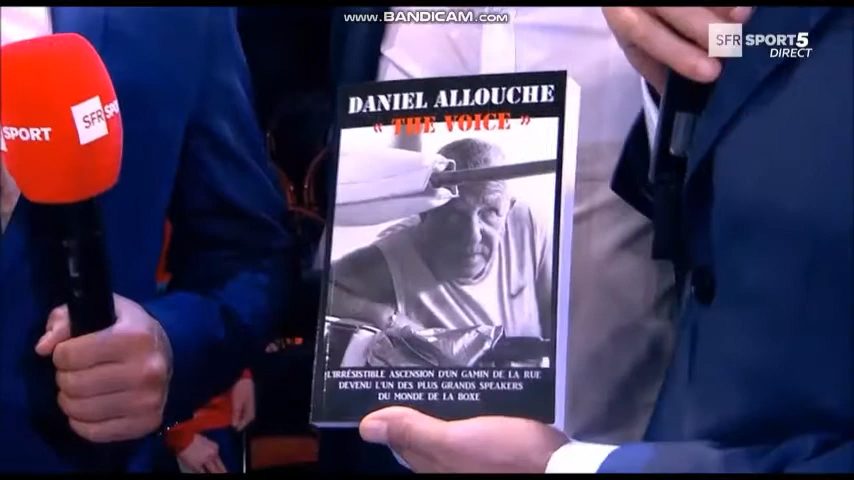 www.BANDICAM.com
SFR SPORT5
DIRECT
SPORT
SFR SPO
DANIEL ALLOUCHE
« THE VOICE »
L'IRRÉSISTIBLE ASCENSION D'UN GAMIN DE LA RUE
DEVENU L'UN DES PLUS GRANDS SPEAKERS
DU MONDE DE LA BOXE